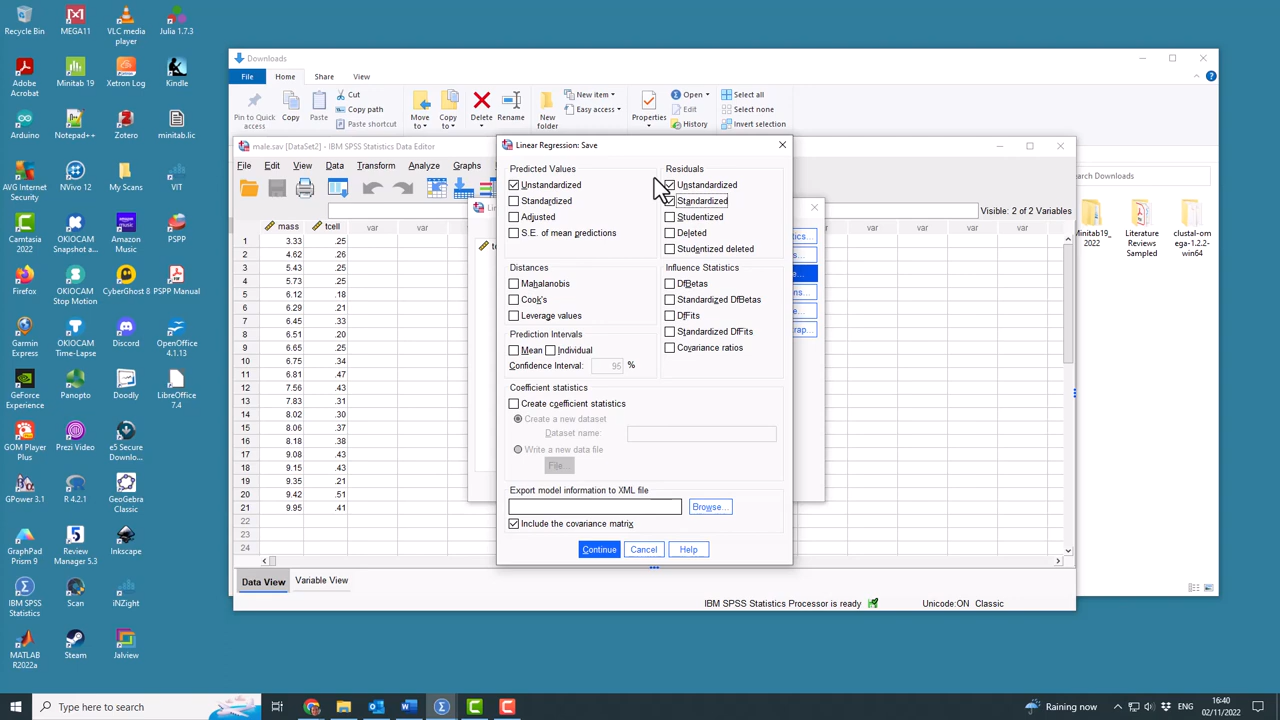 Recycle Bin
MEGA11
VLC media
player
Julia 1.7.3
Adobe
Acrobat
Minitab 19
Xetron Log
Kindle
Arduino
Notepad++
Zotero
minitab.lic
AVG Internet
Security
NVivo 12
My Scans
VIT
Camtasia
2022
OKIOCAM
Snapshot a...
Amazon
Music
PSPP
Firefox
OKIOCAM
Stop Motion
CyberGhost 8
PSPP Manual
Garmin
Express
OKIOCAM
Time-Lapse
Discord
OpenOffice
4.1.13
GeForce
Experience
Panopto
Doodly
LibreOffice
7.4
GOM Player
Plus
Prezi Video
e5 Secure
Downlo...
GPower 3.1
R 4.2.1
GeoGebra
Classic
GraphPad
Prism 9
Review
Manager 5.3
Inkscape
IBM SPSS
Statistics
Scan
iNZight
MATLAB
R2022a
Steam
Jalview
Downloads
File
Home
Share
View
Pin to Quick
access
Copy
Paste
Cut
Copy path
Paste shortcut
Move
to
Copy
to
Delete
Rename
New
folder
New item
Easy access
Properties
Open
Edit
History
Select all
Select none
Invert selection
earch Downloads
Minitab19_
2022
Literature
Reviews
Sampled
clustal-om
ega-1.2.2-
win64
male.sav [DataSet2] - IBM SPSS Statistics Data Editor
File Edit View Data Transform Analyze Graphs
Visible: 2 of 2 Variables
mass tcell var var var var var var var var
1 3.33 .25
2 4.62 .26
3 5.43 .25
4 5.73 .25
5 6.12 .18
6 6.29 .21
7 6.45 .33
8 6.51 .20
9 6.65 .33
10 6.75 .34
11 6.81 .47
12 7.56 .43
13 7.83 .31
14 8.02 .30
15 8.06 .37
16 8.18 .38
17 9.08 .43
18 9.15 .43
19 9.35 .21
20 9.42 .51
21 9.95 .41
22
23
24
Data View
Variable View
IBM SPSS Statistics Processor is ready
Unicode:ON Classic
Linear Regression: Save
Predicted Values
Unstandardized
Standardized
Adjusted
S.E. of mean predictions
Residuals
Unstandardized
Standardized
Studentized
Deleted
Studentized deleted
Distances
Mahalanobis
Cook's
Leverage values
Influence Statistics
DfBetas
Standardized DfBetas
DfFits
Standardized DfFits
Covariance ratios
Prediction Intervals
Mean Individual
Confidence Interval: 95 %
Coefficient statistics
Create coefficient statistics
Create a new dataset
Dataset name:
Write a new data file
File...
Export model information to XML file
Browse...
Include the covariance matrix
Continue Cancel Help
Type here to search
Raining now
ENG
16:40
02/11/2022